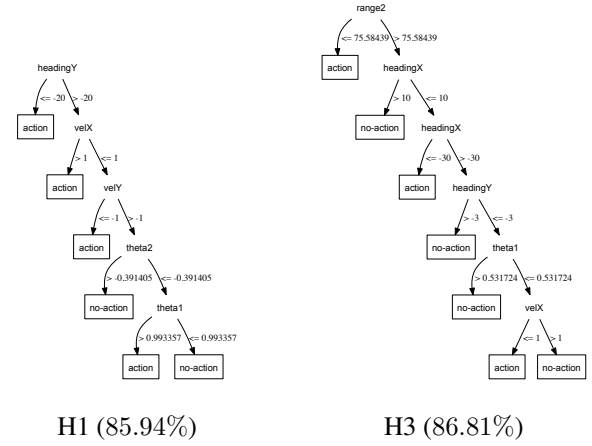 headingY
<= -20 > -20
action velX
> 1 <= 1
action velY
<= -1 > -1
action theta2
> -0.391405 <= -0.391405
no-action theta1
> 0.993357 <= 0.993357
action no-action
H1 (85.94%)
range2
<= 75.58439 > 75.58439
action headingX
> 10 <= 10
no-action headingX
<= -30 > -30
action headingY
> -3 <= -3
no-action theta1
> 0.531724 <= 0.531724
no-action velX
<= 1 > 1
action no-action
H3 (86.81%)